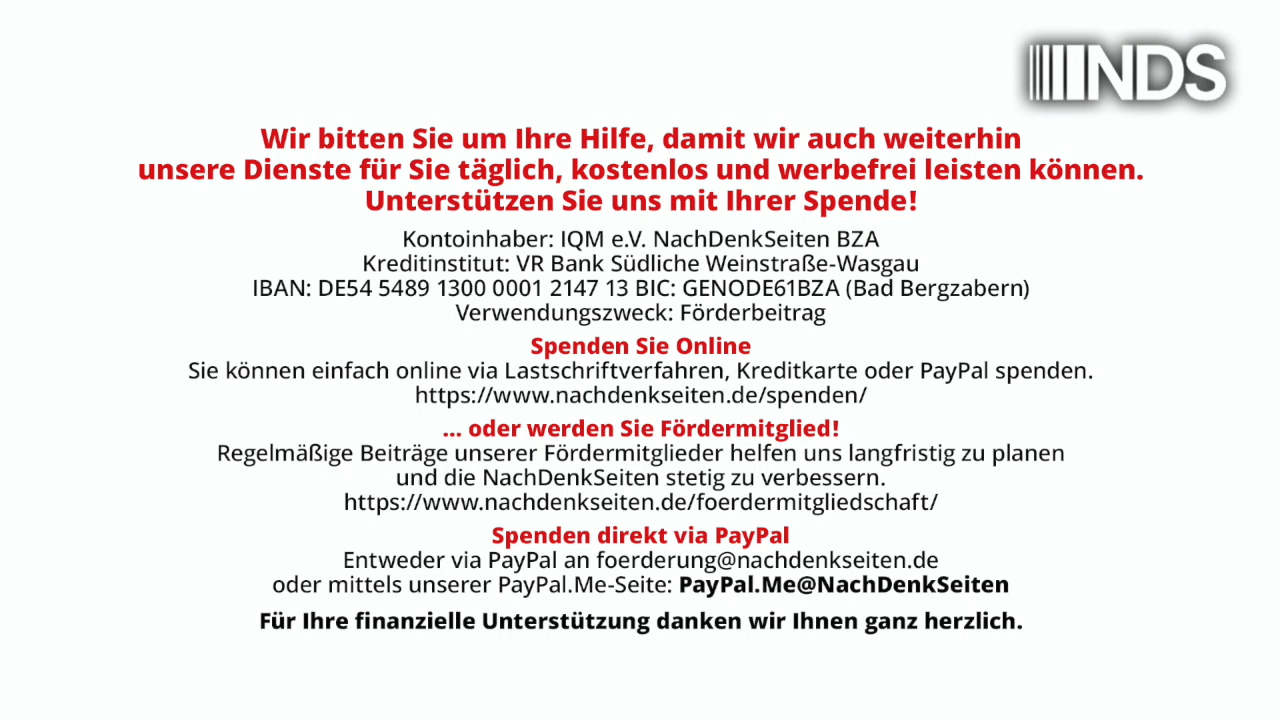 NDS
Wir bitten Sie um Ihre Hilfe, damit wir auch weiterhin
unsere Dienste für Sie täglich, kostenlos und werbefrei leisten können.
Unterstützen Sie uns mit Ihrer Spende!
Kontoinhaber: IQM e.V. NachDenkSeiten BZA
Kreditinstitut: VR Bank Südliche Weinstraße-Wasgau
IBAN: DE54 5489 1300 0001 2147 13 BIC: GENODE61BZA (Bad Bergzabern)
Verwendungszweck: Förderbeitrag
Spenden Sie Online
Sie können einfach online via Lastschriftverfahren, Kreditkarte oder PayPal spenden.
https://www.nachdenkseiten.de/spenden/
... oder werden Sie Fördermitglied!
Regelmäßige Beiträge unserer Fördermitglieder helfen uns langfristig zu planen
und die NachDenkSeiten stetig zu verbessern.
https://www.nachdenkseiten.de/foerdermitgliedschaft/
Spenden direkt via PayPal
Entweder via PayPal an foerderung@nachdenkseiten.de
oder mittels unserer PayPal.Me-Seite: PayPal.Me@NachDenkSeiten
Für Ihre finanzielle Unterstützung danken wir Ihnen ganz herzlich.